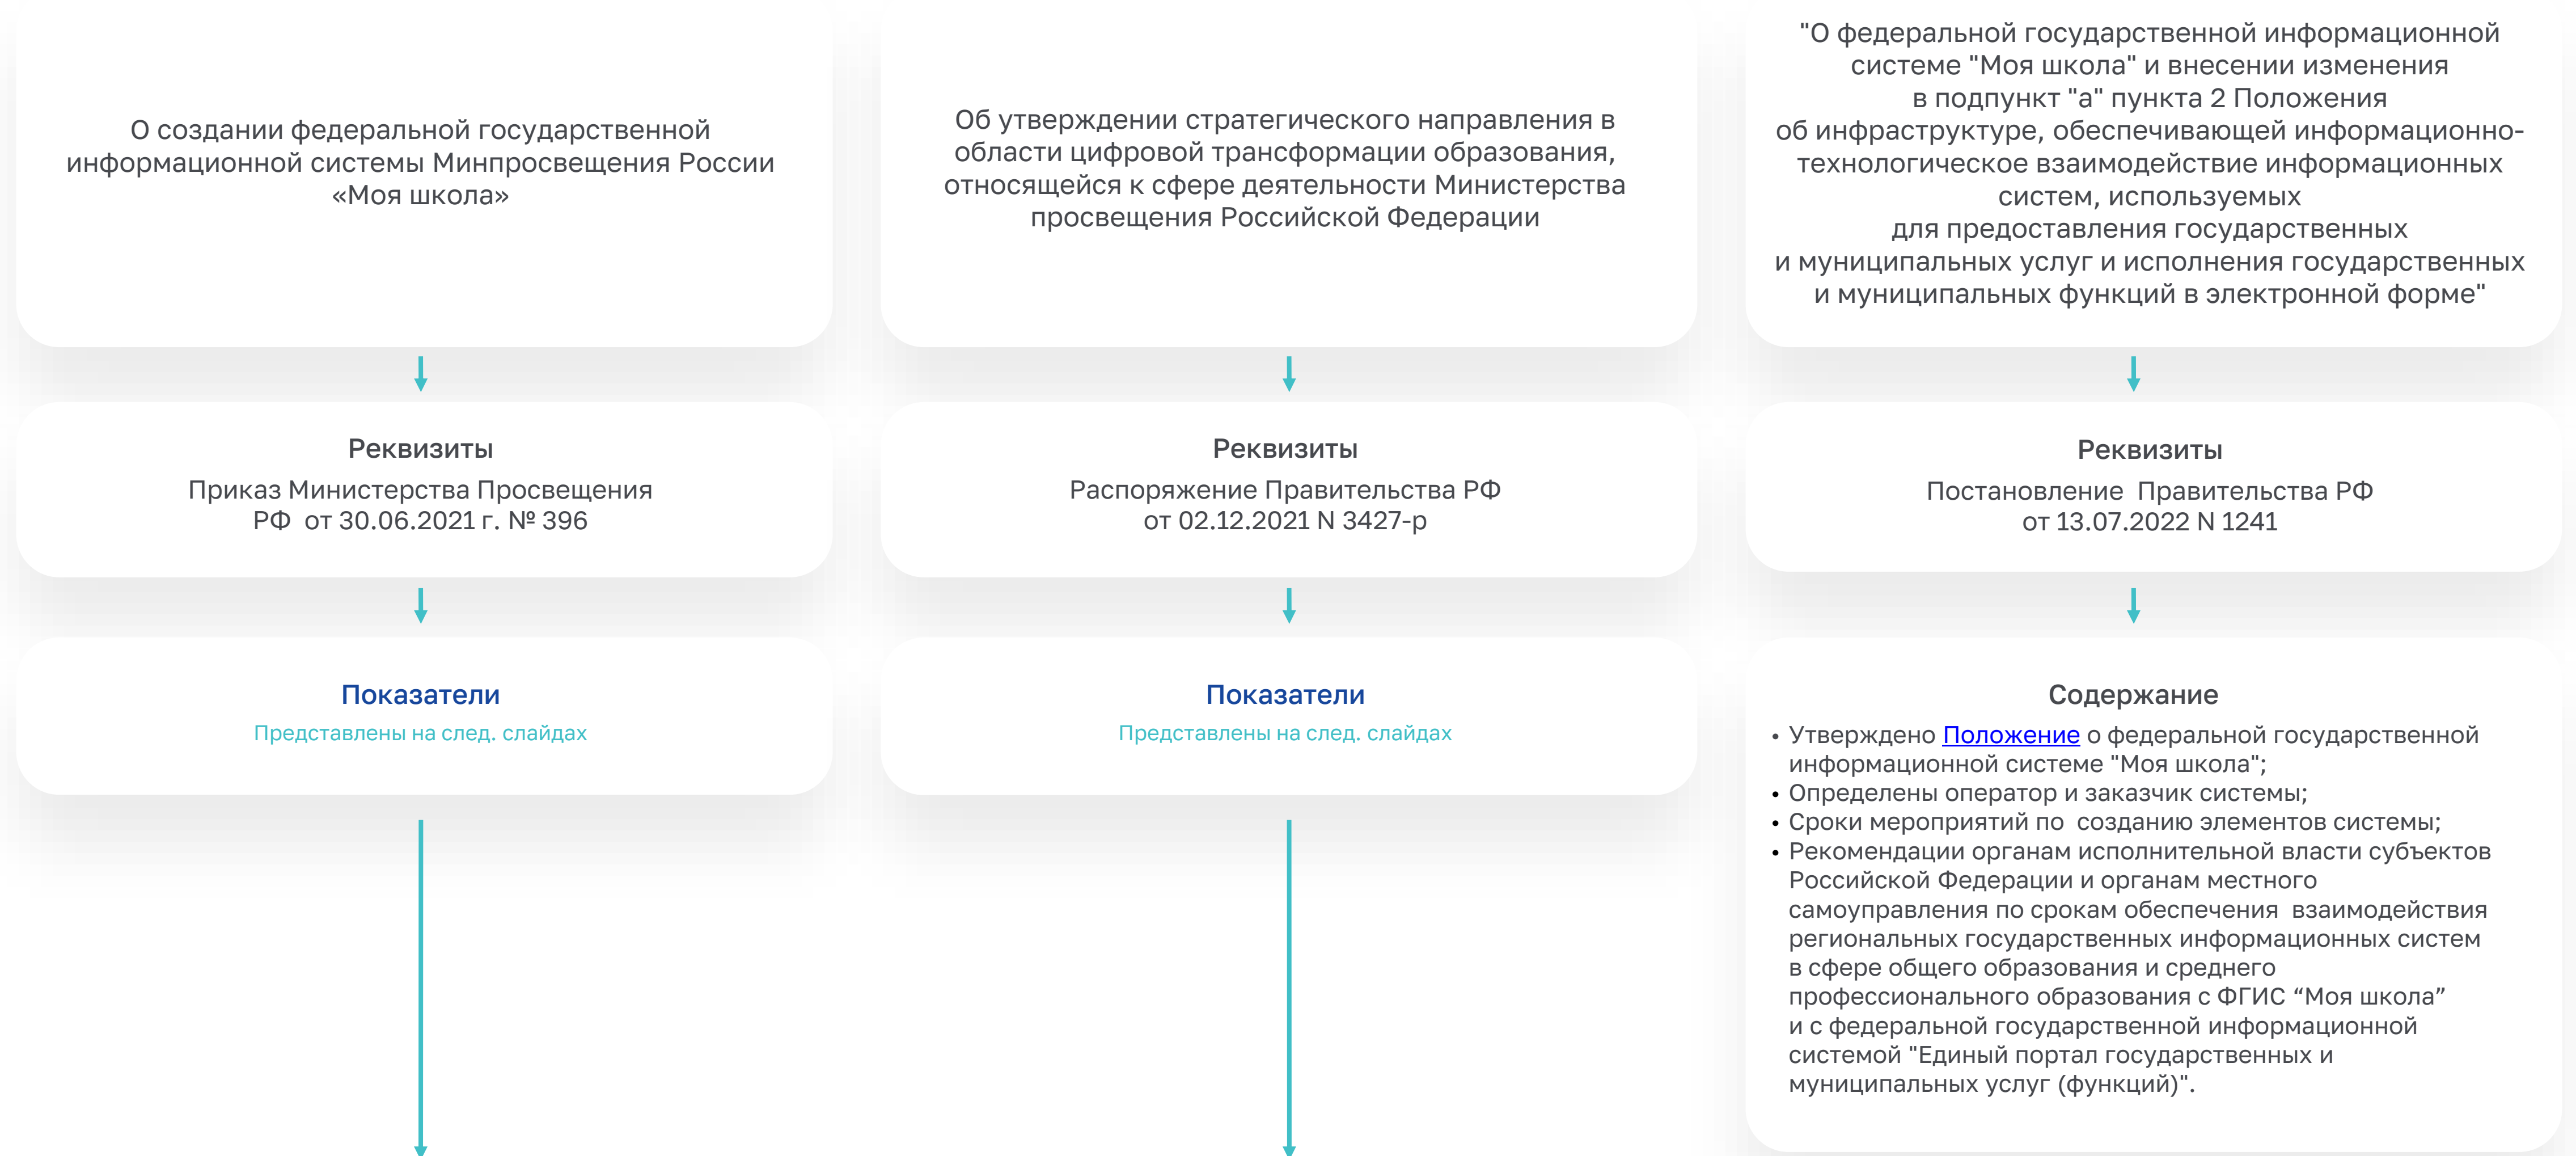 О создании федеральной государственной
информационной системы Минпросвещения России
«Моя школа»
Реквизиты
Приказ Министерства Просвещения
РФ  от 30.06.2021 г. № 396
Показатели
Представлены на след. слайдах
Об утверждении стратегического направления в
области цифровой трансформации образования,
относящейся к сфере деятельности Министерства
просвещения Российской Федерации
Реквизиты
Распоряжение Правительства РФ
от 02.12.2021 N 3427-р
Показатели
Представлены на след. слайдах
"О федеральной государственной информационной
системе "Моя школа" и внесении изменения
в подпункт "а" пункта 2 Положения
об инфраструктуре, обеспечивающей информационно-
технологическое взаимодействие информационных
систем, используемых
для предоставления государственных
и муниципальных услуг и исполнения государственных
и муниципальных функций в электронной форме"
Реквизиты
Постановление  Правительства РФ
от 13.07.2022 N 1241
Содержание
• Утверждено Положение о федеральной государственной
информационной системе "Моя школа";
• Определены оператор и заказчик системы;
• Сроки мероприятий по  созданию элементов системы;
• Рекомендации органам исполнительной власти субъектов
Российской Федерации и органам местного
самоуправления по срокам обеспечения  взаимодействия
региональных государственных информационных систем
в сфере общего образования и среднего
профессионального образования с ФГИС “Моя школа”
и с федеральной государственной информационной
системой "Единый портал государственных и
муниципальных услуг (функций)".